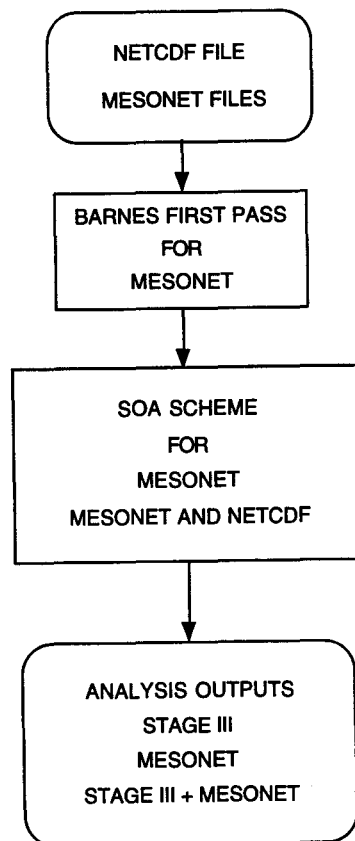 NETCDF FILE
MESONET FILES
BARNES FIRST PASS
FOR
MESONET
SOA SCHEME
FOR
MESONET
MESONET AND NETCDF
ANALYSIS OUTPUTS
STAGE III
MESONET
STAGE III + MESONET